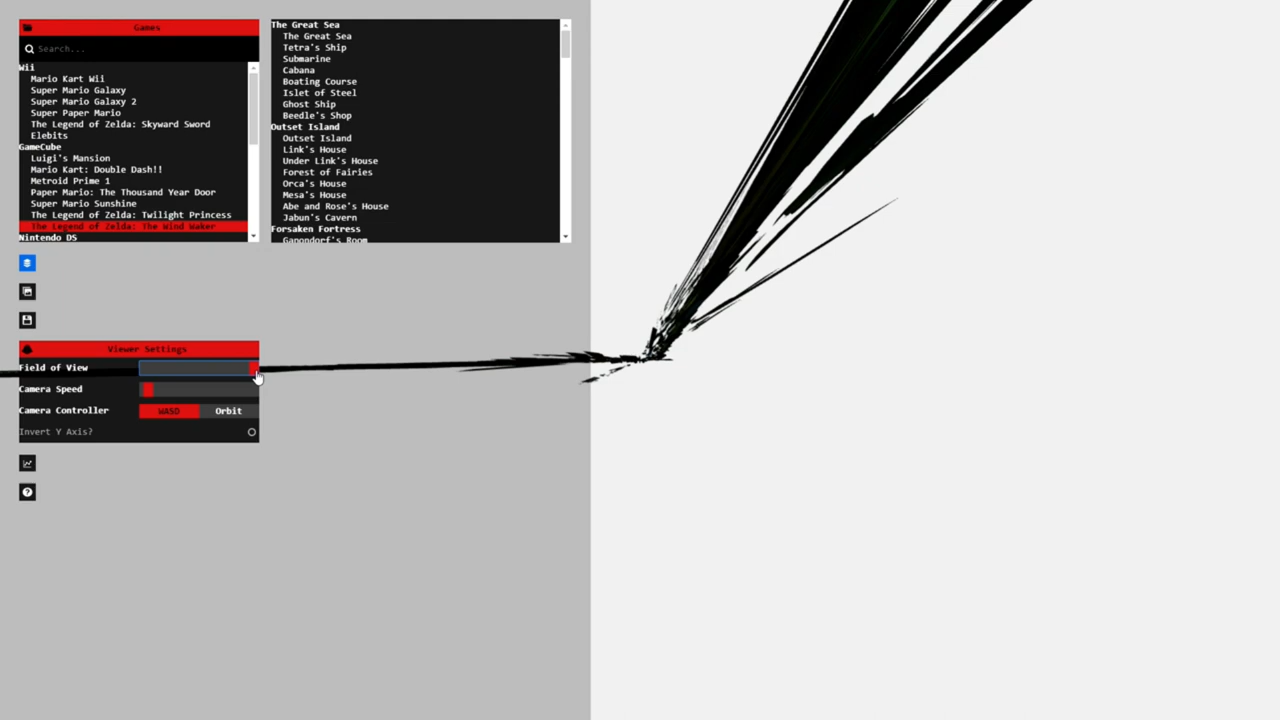 Games
Search...
Wii
Mario Kart Wii
Super Mario Galaxy
Super Mario Galaxy 2
Super Paper Mario
The Legend of Zelda: Skyward Sword
Elebits
GameCube
Luigi's Mansion
Mario Kart: Double Dash!!
Metroid Prime 1
Paper Mario: The Thousand Year Door
Super Mario Sunshine
The Legend of Zelda: Twilight Princess
The Legend of Zelda: The Wind Waker
Nintendo DS
The Great Sea
The Great Sea
Tetra's Ship
Submarine
Cabana
Boating Course
Islet of Steel
Ghost Ship
Beedle's Shop
Outset Island
Outset Island
Link's House
Under Link's House
Forest of Fairies
Orca's House
Mesa's House
Abe and Rose's House
Jabun's Cavern
Forsaken Fortress
Ganondorf's Room
Viewer Settings
Field of View
Camera Speed
Camera Controller WASD Orbit
Invert Y Axis?